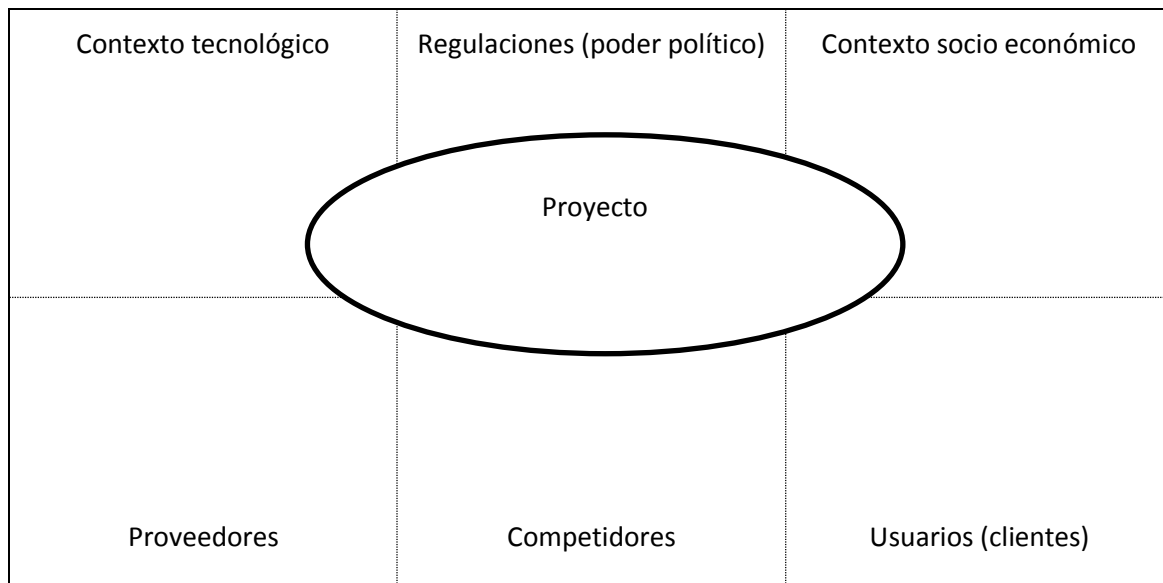 Contexto tecnológico
Regulaciones (poder político)
Contexto socio económico
Proyecto
Proveedores
Competidores
Usuarios (clientes)